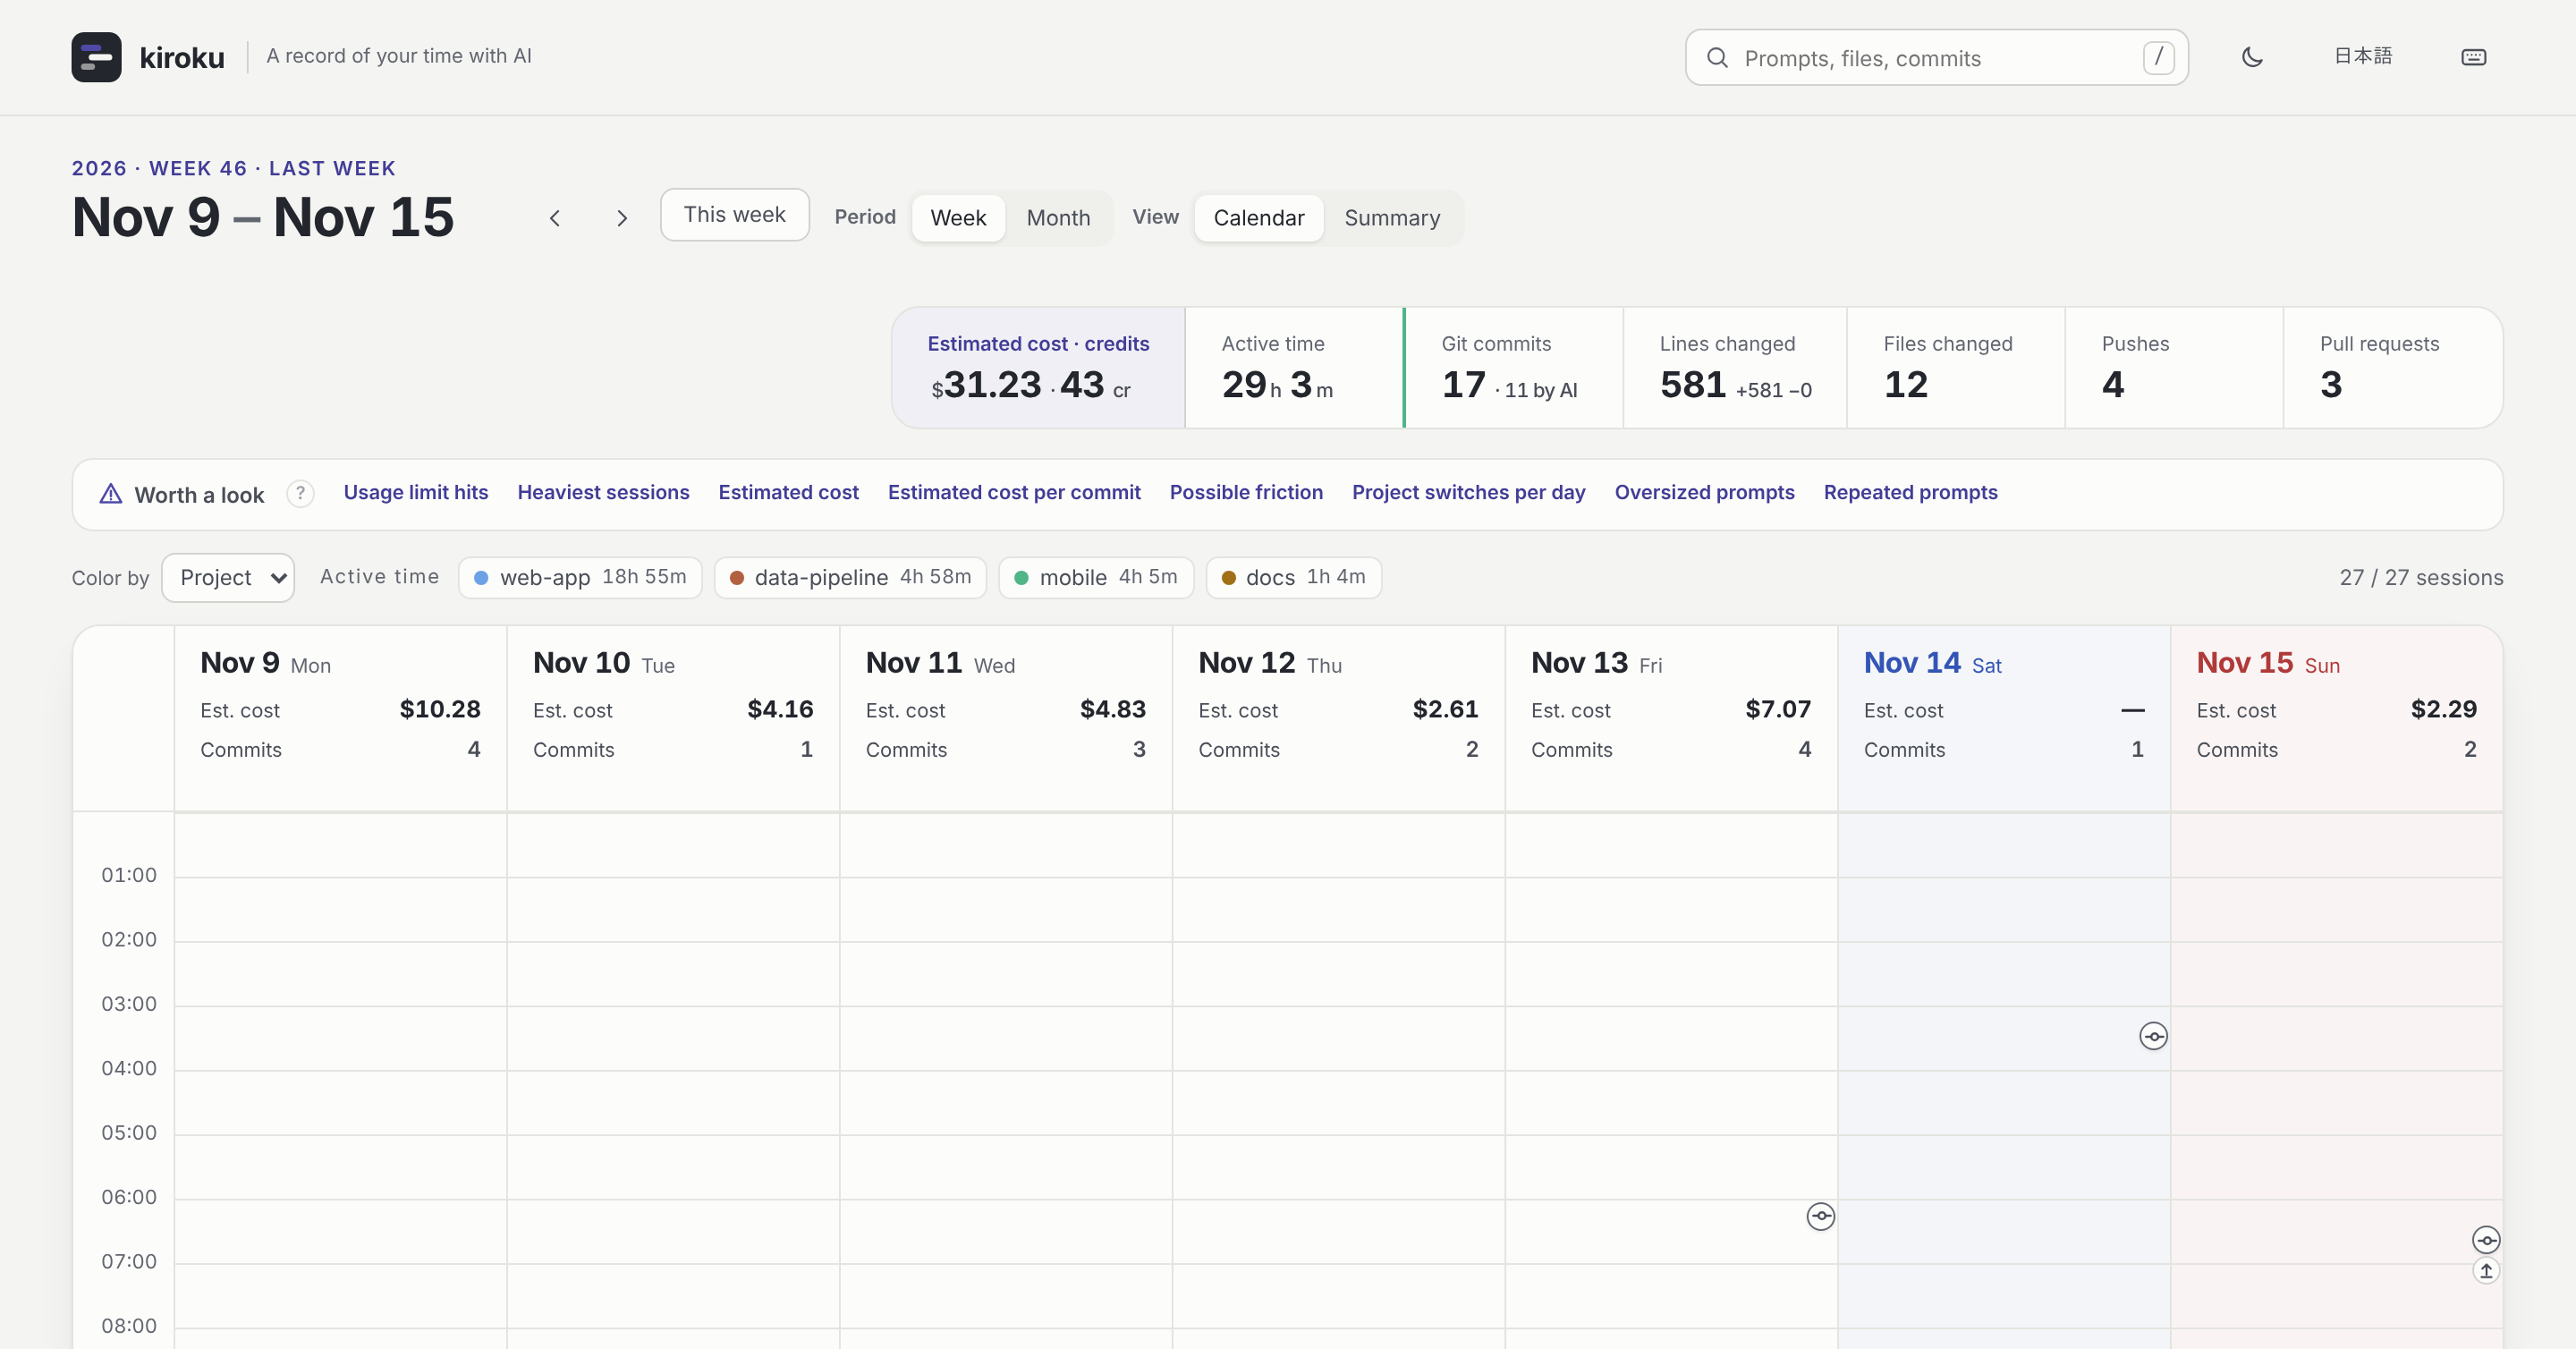 kiroku A record of your time with AI Prompts, files, commits / 日本語
2026 · WEEK 46 · LAST WEEK
Nov 9 – Nov 15 This week Period Week Month View Calendar Summary
Estimated cost · credits Active time Git commits Lines changed Files changed Pushes Pull requests
$31.23 · 43 cr 29h 3m 17 · 11 by AI 581 +581 −0 12 4 3
Worth a look ? Usage limit hits Heaviest sessions Estimated cost Estimated cost per commit Possible friction Project switches per day Oversized prompts Repeated prompts
Color by Project Active time web-app 18h 55m data-pipeline 4h 58m mobile 4h 5m docs 1h 4m 27 / 27 sessions
Nov 9 Mon Nov 10 Tue Nov 11 Wed Nov 12 Thu Nov 13 Fri Nov 14 Sat Nov 15 Sun
Est. cost $10.28 Est. cost $4.16 Est. cost $4.83 Est. cost $2.61 Est. cost $7.07 Est. cost — Est. cost $2.29
Commits 4 Commits 1 Commits 3 Commits 2 Commits 4 Commits 1 Commits 2
01:00
02:00
03:00
04:00
05:00
06:00
07:00
08:00